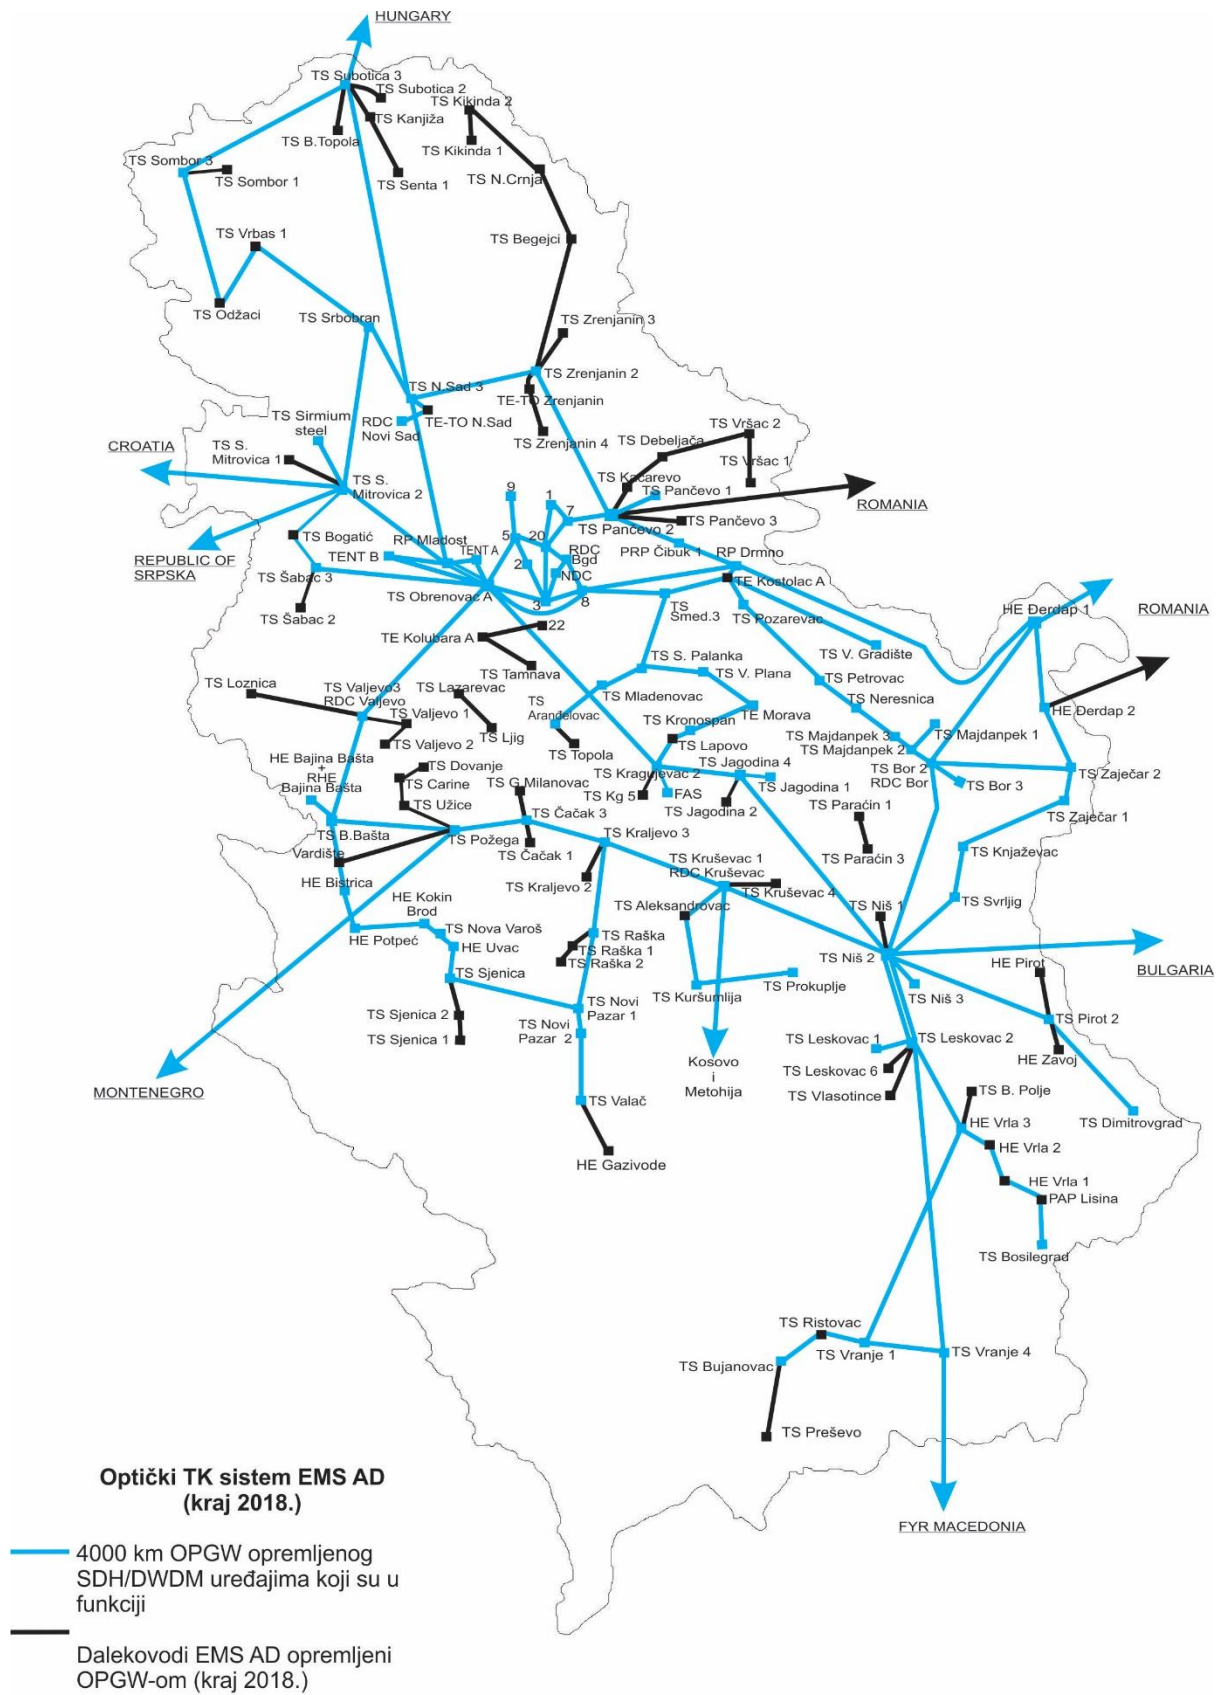 HUNGARY
TS Subotica 3
TS Subotica 2
TS Kikinda 2
TS Kanjiža
TS B.Topola
TS Kikinda 1
TS Sombor 3
TS Sombor 1
TS Senta 1
TS N.Crnja
TS Vrbas 1
TS Begejci
TS Odžaci
TS Srbobran
TS Zrenjanin 3
TS Zrenjanin 2
TS N.Sad 3
TE-TO Zrenjanin
TS Sirmium
steel
RDC
Novi Sad
TE-TO N.Sad
TS Zrenjanin 4
TS Vršac 2
TS Debeljača
CROATIA
TS S.
Mitrovica 1
TS Vršac 1
TS S.
Mitrovica 2
TS Kačarevo
TS Pančevo 1
ROMANIA
9
1
7
TS Pančevo 2
TS Pančevo 3
TS Bogatić
RP Mladost
5
20
PRP Čibuk 1
REPUBLIC OF
SRPSKA
TENT B
TENT A
RDC
Bgd
RP Drmno
2
NDC
TS Šabac 3
TS Obrenovac A
3
8
TE Kostolac A
TS
Smed.3
TS Pozarevac
HE Đerdap 1
ROMANIA
TS Šabac 2
22
TE Kolubara A
TS V. Gradište
TS S. Palanka
TS Tamnava
TS V. Plana
TS Petrovac
TS Loznica
TS Valjevo3
RDC Valjevo
TS Lazarevac
TS Mladenovac
TS Neresnica
TS
Aranđelovac
TE Morava
HE Đerdap 2
TS Valjevo 1
TS Ljig
TS Kronospan
TS Majdanpek 3
TS Majdanpek 1
TS Valjevo 2
TS Topola
TS Lapovo
TS Majdanpek 2
HE Bajina Bašta
+
RHE
Bajina Bašta
TS Dovanje
TS Carine
TS G.Milanovac
TS Kragujevac 2
TS Jagodina 4
TS Bor 2
RDC Bor
TS Zaječar 2
TS Jagodina 1
TS Bor 3
TS Užice
TS Kg 5
FAS
TS Jagodina 2
TS Paraćin 1
TS Zaječar 1
TS B.Bašta
TS Požega
TS Čačak 3
TS Kraljevo 3
TS Čačak 1
TS Paraćin 3
TS Knjaževac
Vardište
TS Kruševac 1
RDC Kruševac
HE Bistrica
TS Kraljevo 2
TS Kruševac 4
TS Svrljig
HE Kokin
Brod
TS Aleksandrovac
TS Niš 1
HE Potpeć
TS Nova Varoš
HE Uvac
TS Raška
TS Raška 1
TS Raška 2
TS Niš 2
HE Pirot
BULGARIA
TS Sjenica
TS Kuršumlija
TS Prokuplje
TS Niš 3
TS Novi
Pazar 1
TS Sjenica 2
TS Pirot 2
TS Novi
Pazar 2
TS Sjenica 1
TS Leskovac 1
TS Leskovac 2
Kosovo
i
Metohija
HE Zavoj
TS Leskovac 6
MONTENEGRO
TS Valač
TS Vlasotince
TS B. Polje
TS Dimitrovgrad
HE Vrla 3
HE Vrla 2
HE Gazivode
HE Vrla 1
PAP Lisina
TS Bosilegrad
TS Ristovac
TS Vranje 1
TS Vranje 4
TS Bujanovac
TS Preševo
FYR MACEDONIA
Optički TK sistem EMS AD
(kraj 2018.)
4000 km OPGW opremljenog
SDH/DWDM uređajima koji su u
funkciji
Dalekovodi EMS AD opremljeni
OPGW-om (kraj 2018.)